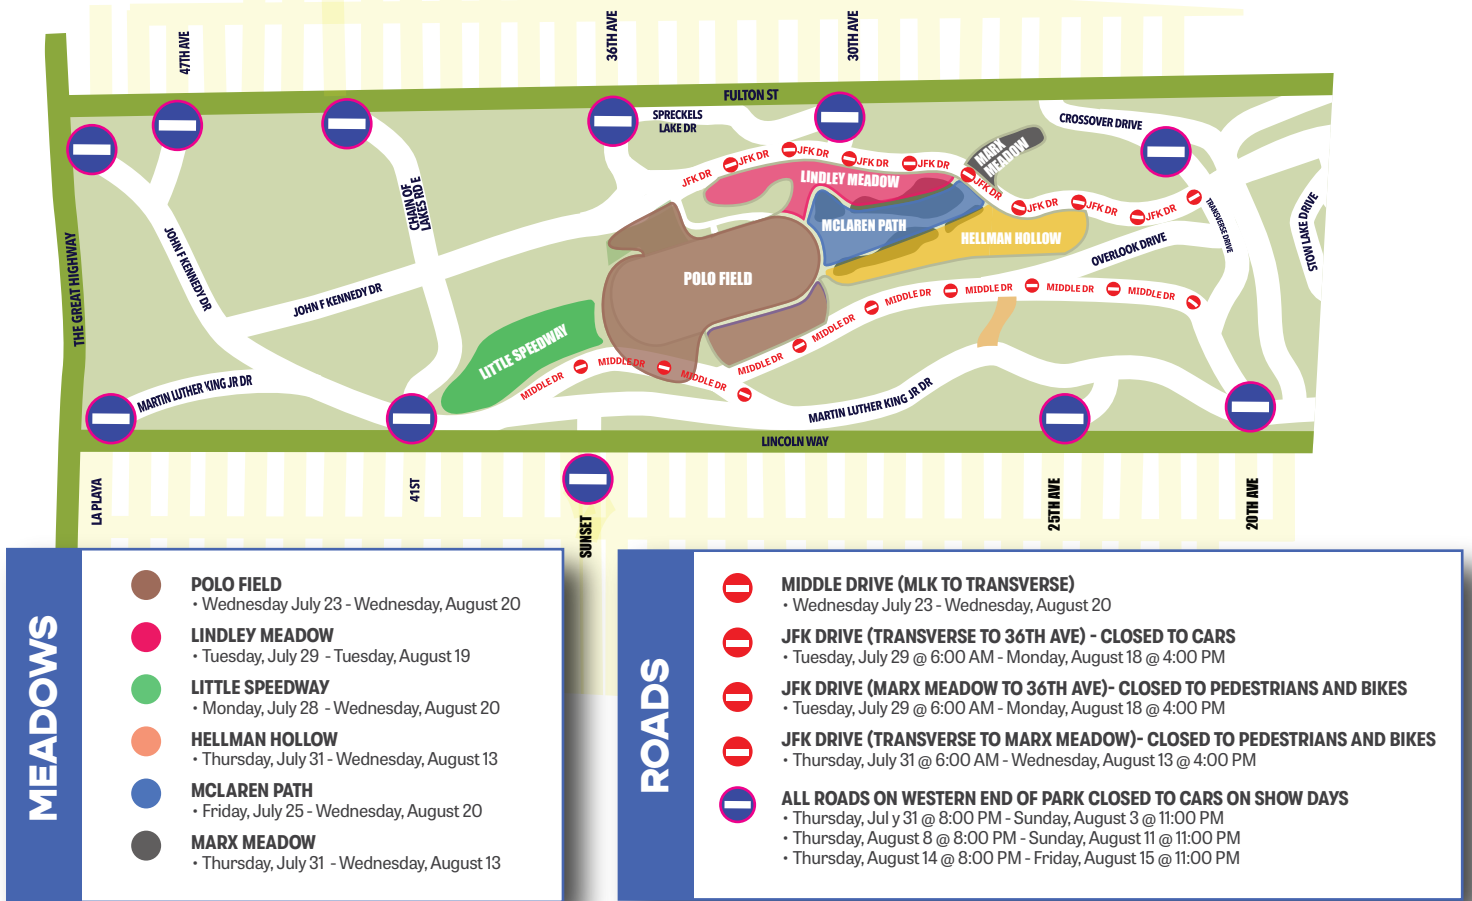 47TH AVE
36TH AVE
30TH AVE
FULTON ST
SPRECKELS
LAKE DR
CROSSOVER DRIVE
MARX
MEADOW
JFK DR
JFK DR
JFK DR
JFK DR
JFK DR
JFK DR
JFK DR
JFK DR
JFK DR
LINDLEY MEADOW
MCLAREN PATH
HELLMAN HOLLOW
CHAIN OF
LAKES RD E
TRANSVERSE DRIVE
STOW LAKE DRIVE
OVERLOOK DRIVE
THE GREAT HIGHWAY
JOHN F KENNEDY DR
JOHN F KENNEDY DR
POLO FIELD
LITTLE SPEEDWAY
MIDDLE DR
MIDDLE DR
MIDDLE DR
MIDDLE DR
MIDDLE DR
MIDDLE DR
MIDDLE DR
MIDDLE DR
MIDDLE DR
MARTIN LUTHER KING JR DR
MARTIN LUTHER KING JR DR
LINCOLN WAY
LA PLAYA
41ST
SUNSET
25TH AVE
20TH AVE
MEADOWS
POLO FIELD
• Wednesday July 23 - Wednesday, August 20
LINDLEY MEADOW
• Tuesday, July 29 - Tuesday, August 19
LITTLE SPEEDWAY
• Monday, July 28 - Wednesday, August 20
HELLMAN HOLLOW
• Thursday, July 31 - Wednesday, August 13
MCLAREN PATH
• Friday, July 25 - Wednesday, August 20
MARX MEADOW
• Thursday, July 31 - Wednesday, August 13
ROADS
MIDDLE DRIVE (MLK TO TRANSVERSE)
• Wednesday July 23 - Wednesday, August 20
JFK DRIVE (TRANSVERSE TO 36TH AVE) - CLOSED TO CARS
• Tuesday, July 29 @ 6:00 AM - Monday, August 18 @ 4:00 PM
JFK DRIVE (MARX MEADOW TO 36TH AVE)- CLOSED TO PEDESTRIANS AND BIKES
• Tuesday, July 29 @ 6:00 AM - Monday, August 18 @ 4:00 PM
JFK DRIVE (TRANSVERSE TO MARX MEADOW)- CLOSED TO PEDESTRIANS AND BIKES
• Thursday, July 31 @ 6:00 AM - Wednesday, August 13 @ 4:00 PM
ALL ROADS ON WESTERN END OF PARK CLOSED TO CARS ON SHOW DAYS
• Thursday, Jul y 31 @ 8:00 PM - Sunday, August 3 @ 11:00 PM
• Thursday, August 8 @ 8:00 PM - Sunday, August 11 @ 11:00 PM
• Thursday, August 14 @ 8:00 PM - Friday, August 15 @ 11:00 PM